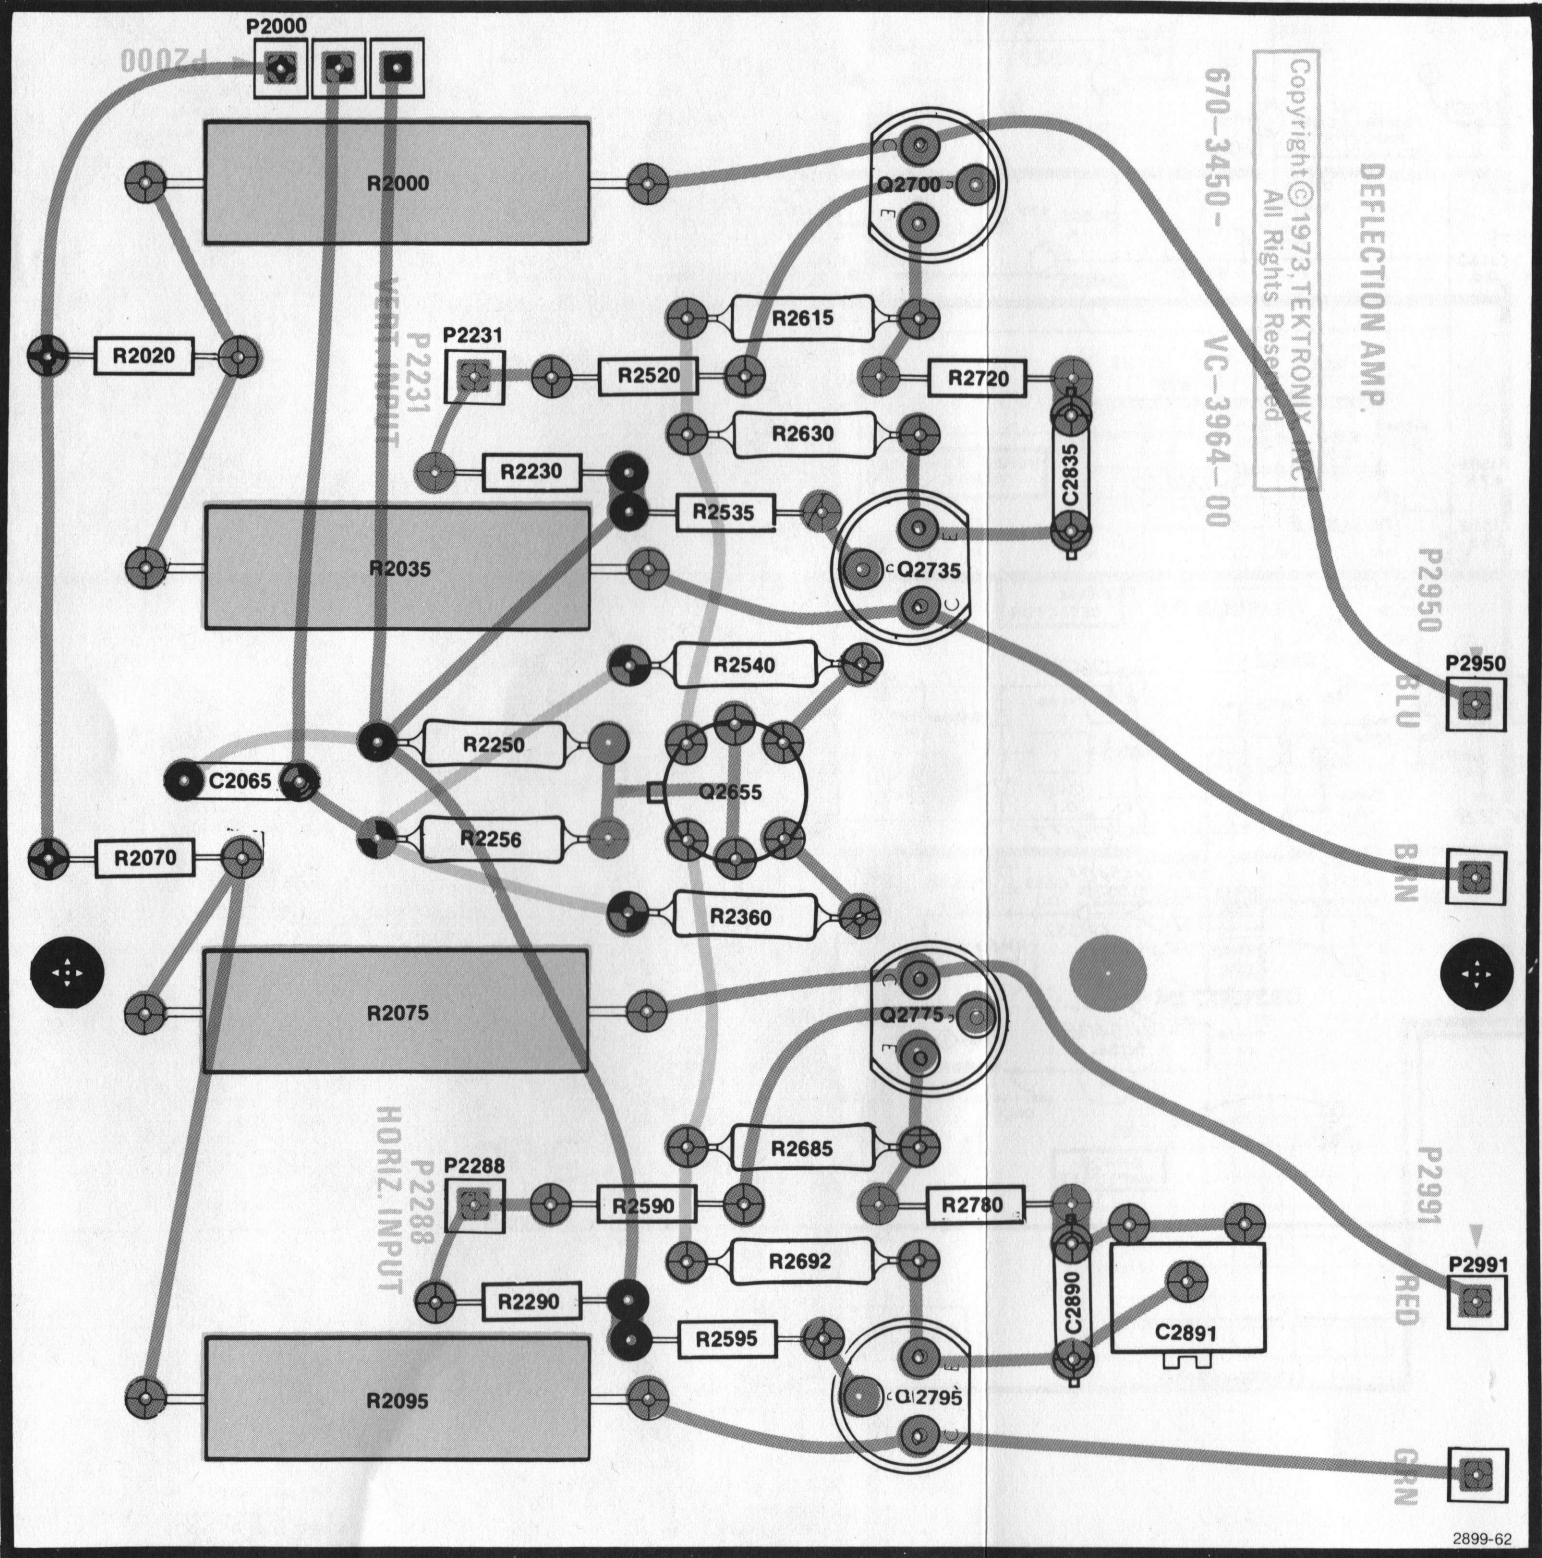 P2000
P2000
R2000
Q2700
C
E
Copyright © 1973, TEKTRONIX, INC
All Rights Reserved
670-3450-
VC-3964-00
DEFLECTION AMP.
VERT. INPUT
P2231
P2231
R2615
R2020
R2520
R2720
R2630
R2230
C2835
R2535
R2035
Q2735
E
C
P2950
P2950
BLU
R2540
R2250
C2065
Q2655
R2256
R2070
BRN
R2360
R2075
Q2775
C
E
HORIZ. INPUT
P2288
P2288
R2685
P2991
R2590
R2780
R2692
P2991
RED
R2290
C2890
C2891
R2595
R2095
Q2795
E
C
GRN
2899-62